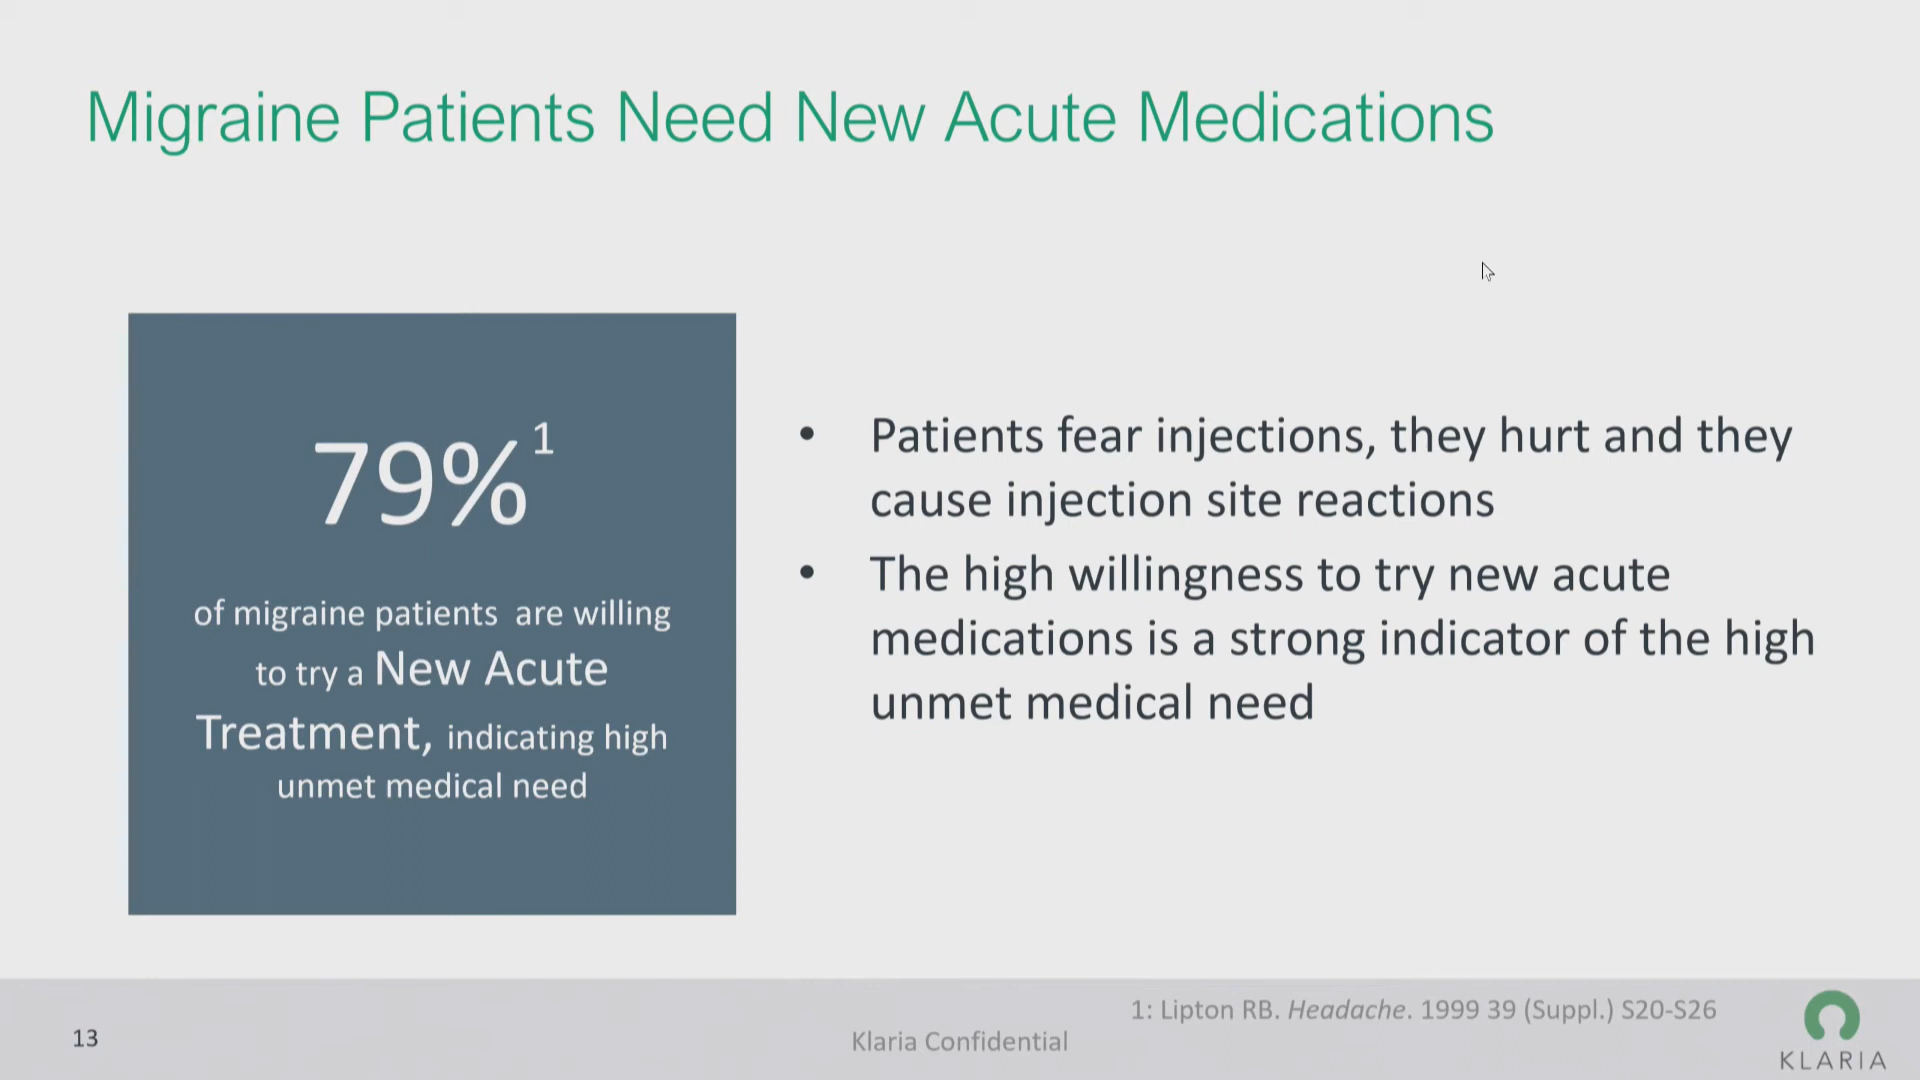 Migraine Patients Need New Acute Medications
79%1
of migraine patients are willing
to try a New Acute
Treatment, indicating high
unmet medical need
• Patients fear injections, they hurt and they
cause injection site reactions
• The high willingness to try new acute
medications is a strong indicator of the high
unmet medical need
1: Lipton RB. Headache. 1999 39 (Suppl.) S20-S26
13
Klaria Confidential
KLARIA